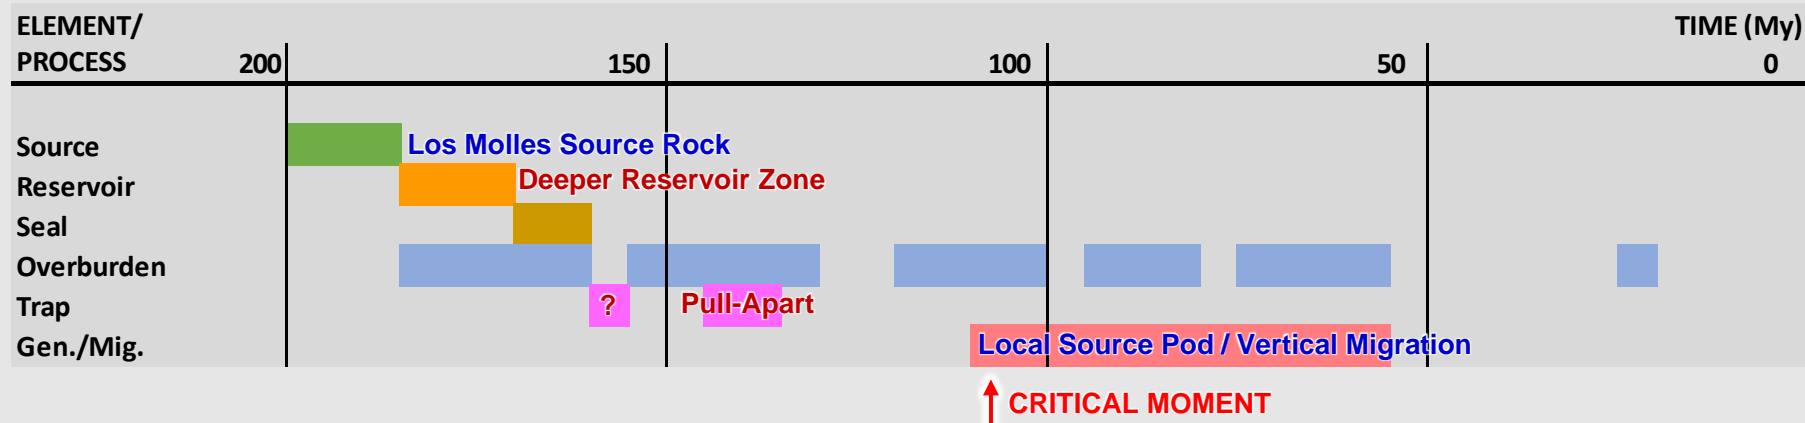 ELEMENT/ TIME (My)
PROCESS 200 150 100 50 0
Source Los Molles Source Rock
Reservoir Deeper Reservoir Zone
Seal
Overburden
Trap ? Pull-Apart
Gen./Mig. Local Source Pod / Vertical Migration
CRITICAL MOMENT